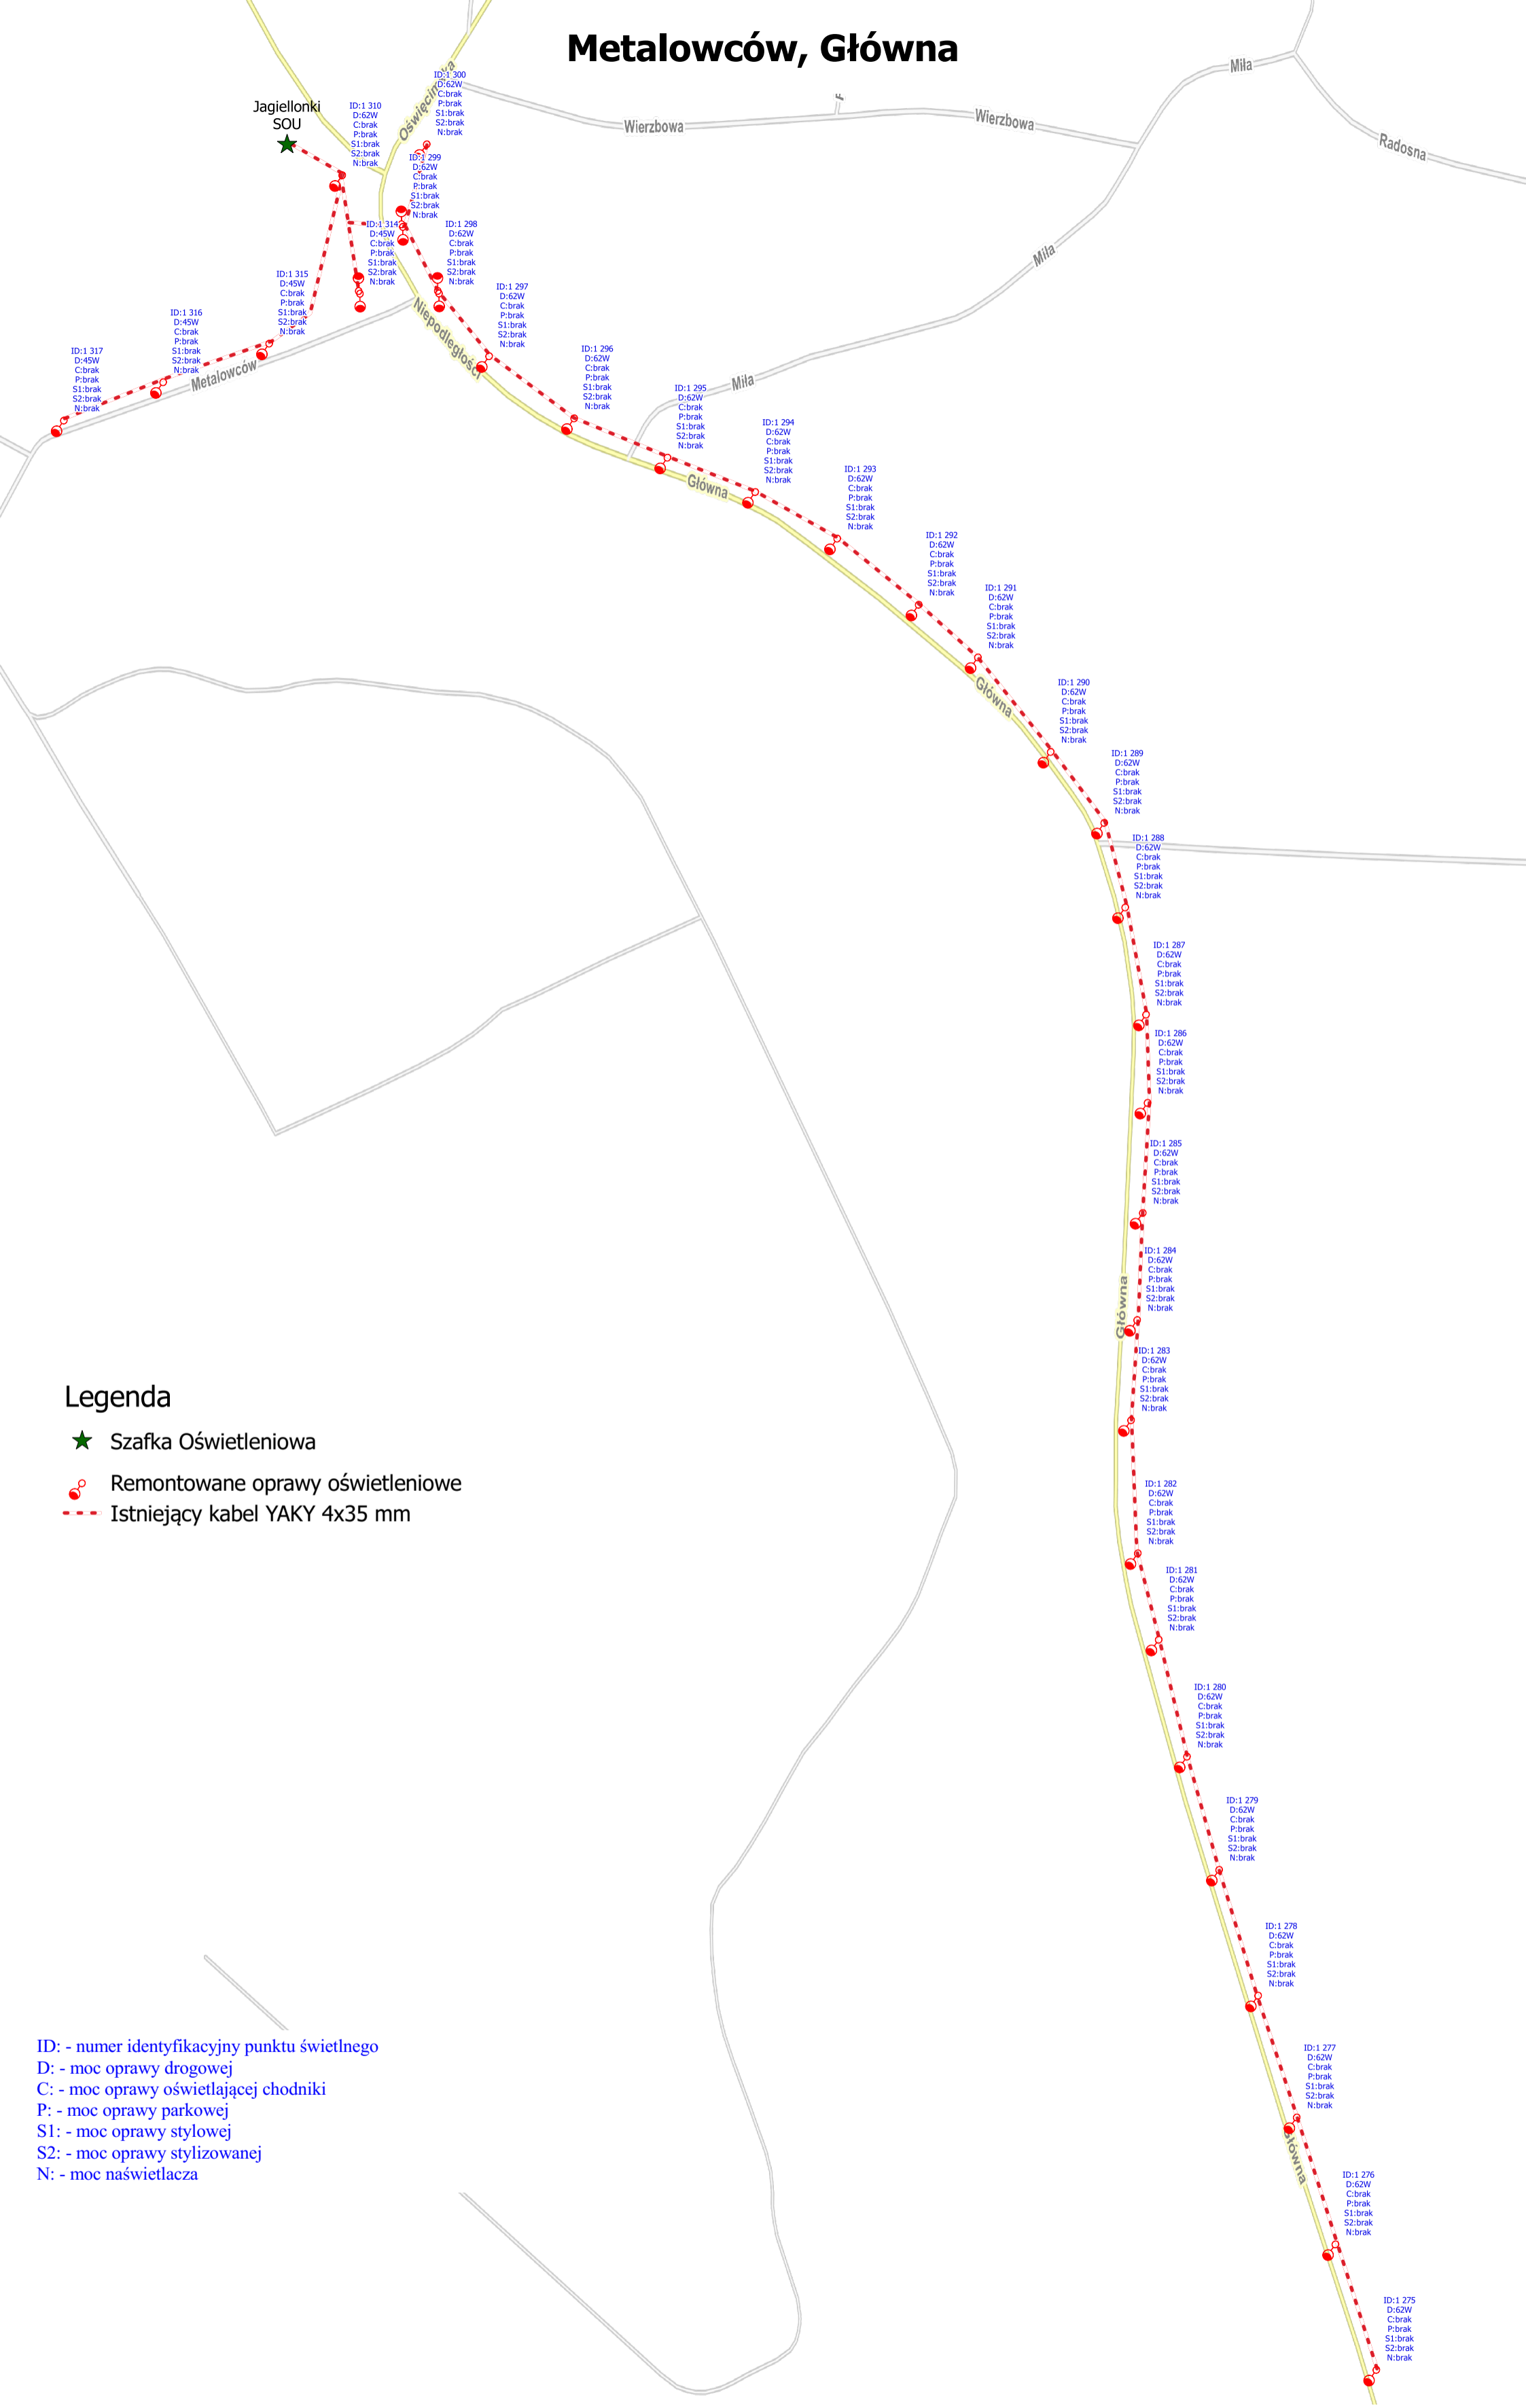 Metalowców, Główna
Jagiellonki
SOU
ID:1 300
D:62W
C:brak
P:brak
S1:brak
S2:brak
N:brak
ID:1 310
D:62W
C:brak
P:brak
S1:brak
S2:brak
N:brak
ID:1 299
D:62W
C:brak
P:brak
S1:brak
S2:brak
N:brak
ID:1 314
D:45W
C:brak
P:brak
S1:brak
S2:brak
N:brak
ID:1 298
D:62W
C:brak
P:brak
S1:brak
S2:brak
N:brak
ID:1 315
D:45W
C:brak
P:brak
S1:brak
S2:brak
N:brak
ID:1 316
D:45W
C:brak
P:brak
S1:brak
S2:brak
N:brak
ID:1 317
D:45W
C:brak
P:brak
S1:brak
S2:brak
N:brak
ID:1 297
D:62W
C:brak
P:brak
S1:brak
S2:brak
N:brak
ID:1 296
D:62W
C:brak
P:brak
S1:brak
S2:brak
N:brak
ID:1 295
D:62W
C:brak
P:brak
S1:brak
S2:brak
N:brak
ID:1 294
D:62W
C:brak
P:brak
S1:brak
S2:brak
N:brak
ID:1 293
D:62W
C:brak
P:brak
S1:brak
S2:brak
N:brak
ID:1 292
D:62W
C:brak
P:brak
S1:brak
S2:brak
N:brak
ID:1 291
D:62W
C:brak
P:brak
S1:brak
S2:brak
N:brak
ID:1 290
D:62W
C:brak
P:brak
S1:brak
S2:brak
N:brak
ID:1 289
D:62W
C:brak
P:brak
S1:brak
S2:brak
N:brak
ID:1 288
D:62W
C:brak
P:brak
S1:brak
S2:brak
N:brak
ID:1 287
D:62W
C:brak
P:brak
S1:brak
S2:brak
N:brak
ID:1 286
D:62W
C:brak
P:brak
S1:brak
S2:brak
N:brak
ID:1 285
D:62W
C:brak
P:brak
S1:brak
S2:brak
N:brak
ID:1 284
D:62W
C:brak
P:brak
S1:brak
S2:brak
N:brak
ID:1 283
D:62W
C:brak
P:brak
S1:brak
S2:brak
N:brak
ID:1 282
D:62W
C:brak
P:brak
S1:brak
S2:brak
N:brak
ID:1 281
D:62W
C:brak
P:brak
S1:brak
S2:brak
N:brak
ID:1 280
D:62W
C:brak
P:brak
S1:brak
S2:brak
N:brak
ID:1 279
D:62W
C:brak
P:brak
S1:brak
S2:brak
N:brak
ID:1 278
D:62W
C:brak
P:brak
S1:brak
S2:brak
N:brak
ID:1 277
D:62W
C:brak
P:brak
S1:brak
S2:brak
N:brak
ID:1 276
D:62W
C:brak
P:brak
S1:brak
S2:brak
N:brak
ID:1 275
D:62W
C:brak
P:brak
S1:brak
S2:brak
N:brak
Wierzbowa
Wierzbowa
Miła
Radosna
Miła
Miła
Metalowców
Niepodległości
Główna
Główna
Główna
Główna
Legenda
Szafka Oświetleniowa
Remontowane oprawy oświetleniowe
Istniejący kabel YAKY 4x35 mm
ID: - numer identyfikacyjny punktu świetlnego
D: - moc oprawy drogowej
C: - moc oprawy oświetlającej chodniki
P: - moc oprawy parkowej
S1: - moc oprawy stylowej
S2: - moc oprawy stylizowanej
N: - moc naświetlacza